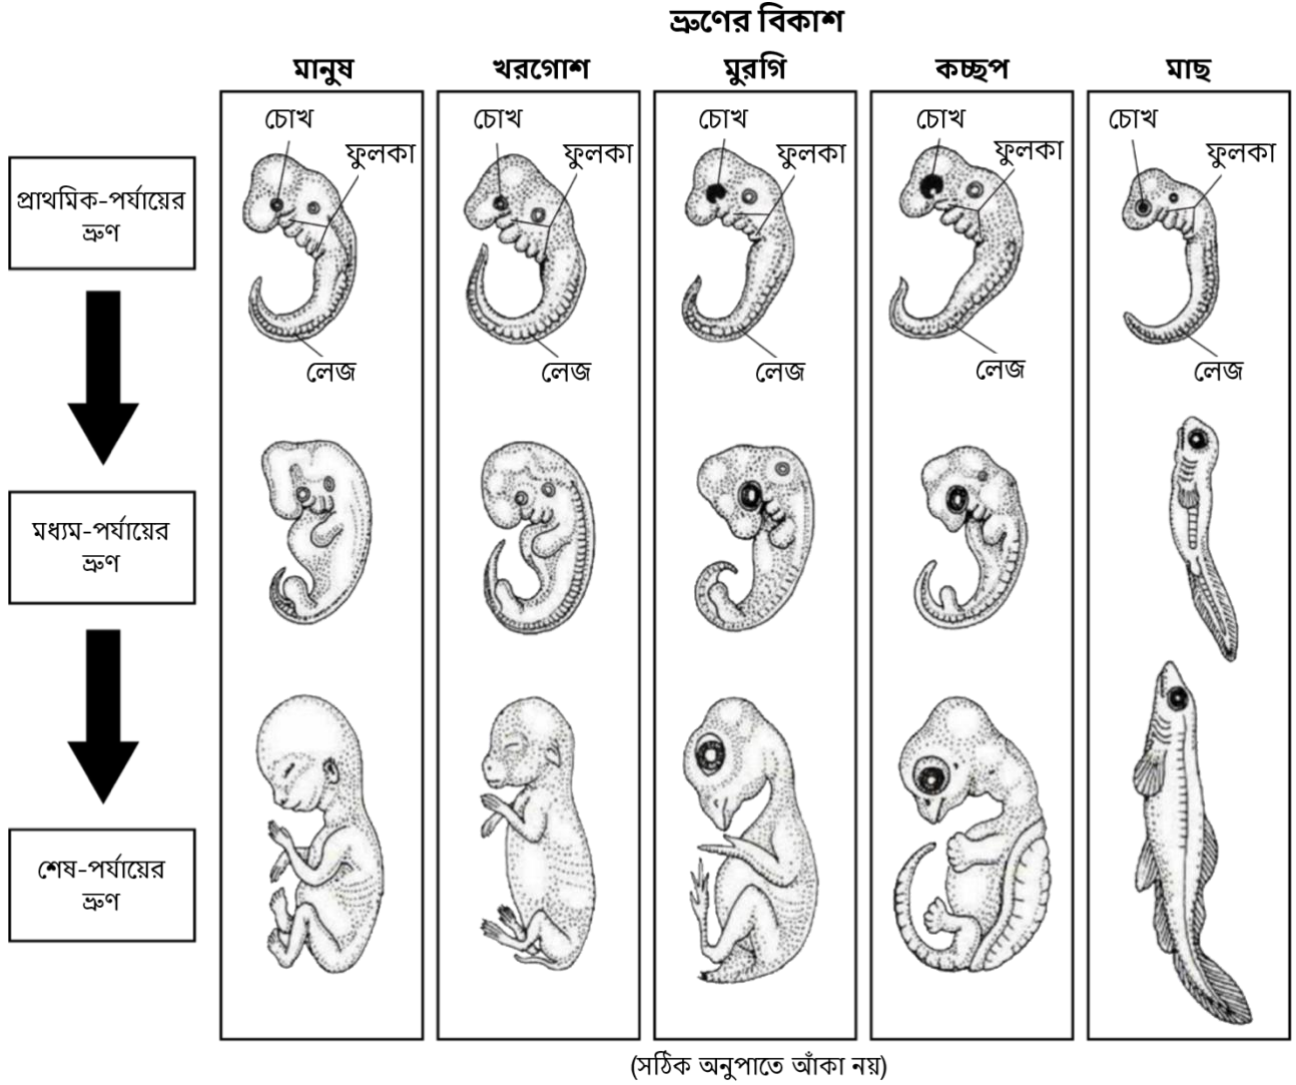 ভ্রুণের বিকাশ
মানুষ
খরগোশ
মুরগি
কচ্ছপ
মাছ
চোখ
ফুলকা
চোখ
ফুলকা
চোখ
ফুলকা
চোখ
ফুলকা
চোখ
ফুলকা
প্রাথমিক-পর্যায়ের
ভ্রুণ
লেজ
লেজ
লেজ
লেজ
লেজ
মধ্যম-পর্যায়ের
ভ্রুণ
শেষ-পর্যায়ের
ভ্রুণ
(সঠিক অনুপাতে আঁকা নয়)